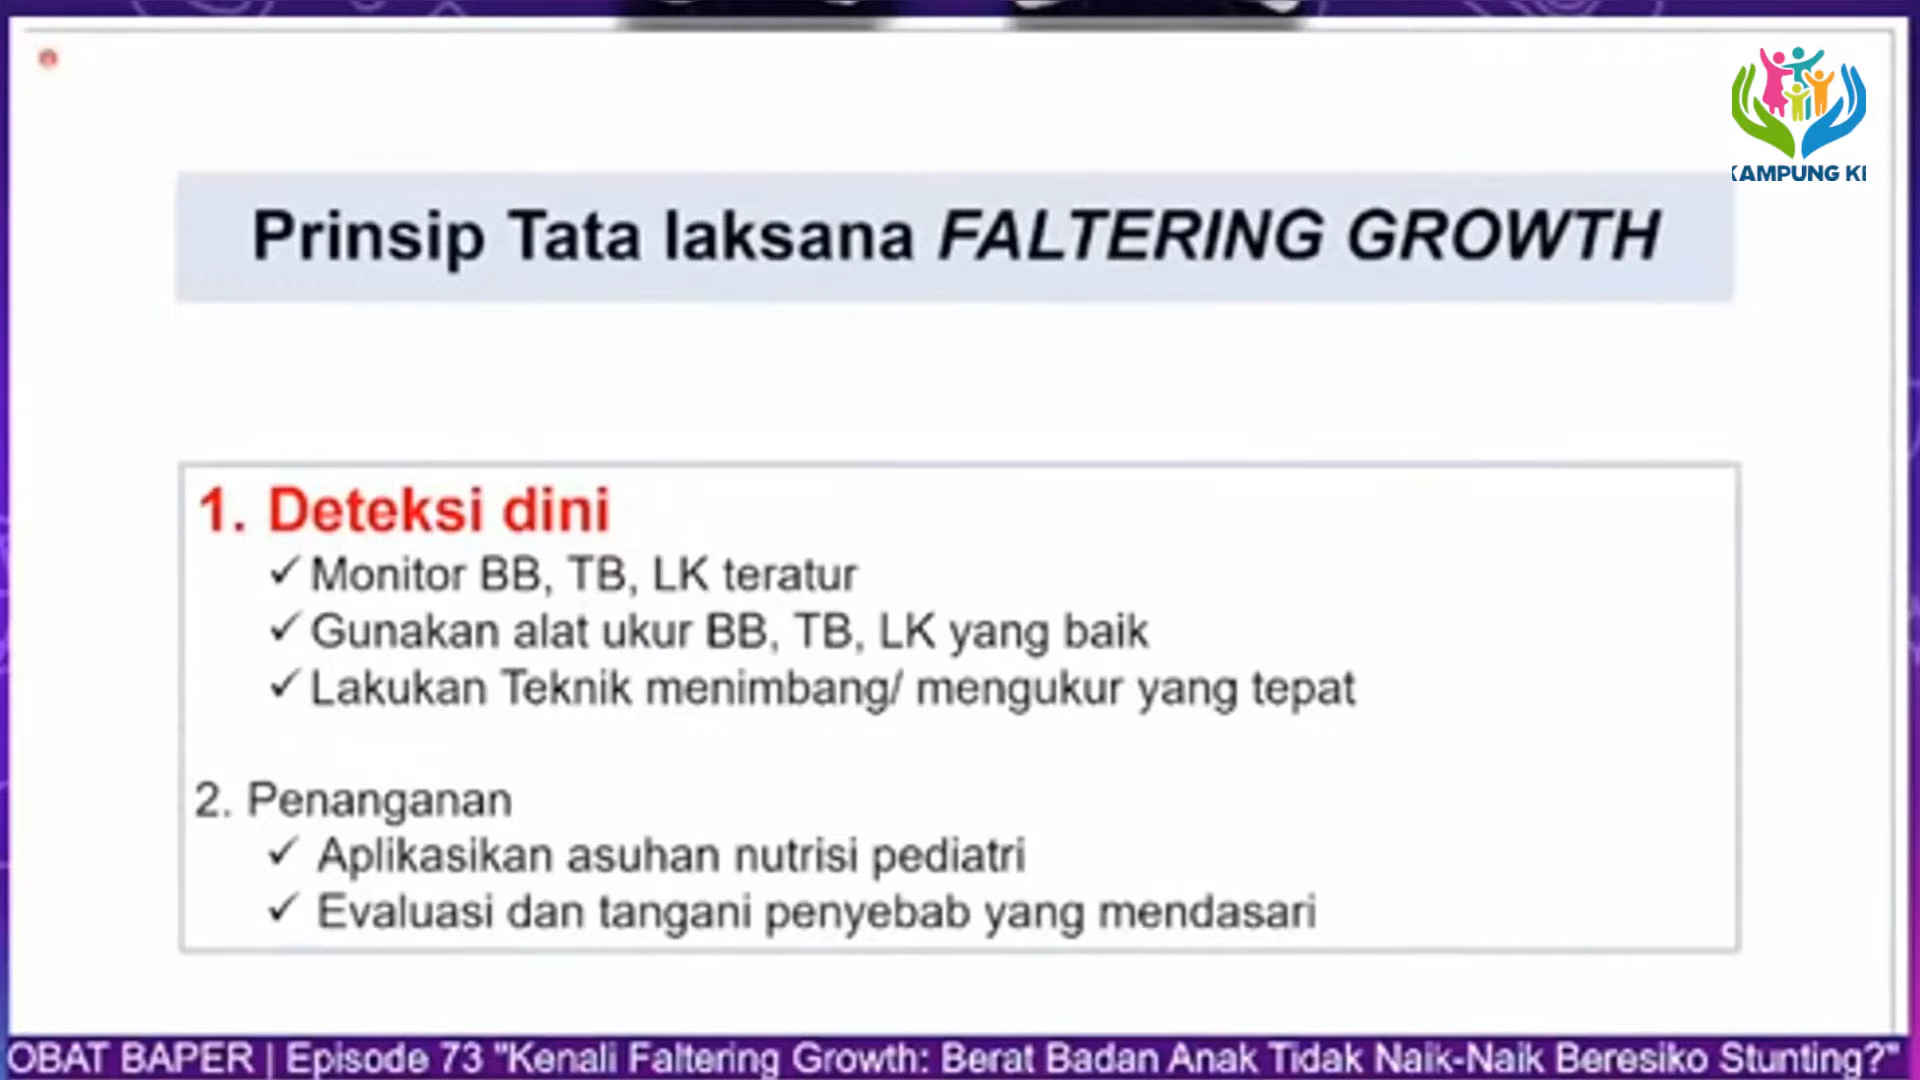 KAMPUNG KB
Prinsip Tata laksana FALTERING GROWTH
1. Deteksi dini
✓ Monitor BB, TB, LK teratur
✓ Gunakan alat ukur BB, TB, LK yang baik
✓ Lakukan Teknik menimbang/ mengukur yang tepat
2. Penanganan
✓ Aplikasikan asuhan nutrisi pediatri
✓ Evaluasi dan tangani penyebab yang mendasari
OBAT BAPER | Episode 73 "Kenali Faltering Growth: Berat Badan Anak Tidak Naik-Naik Beresiko Stunting?"